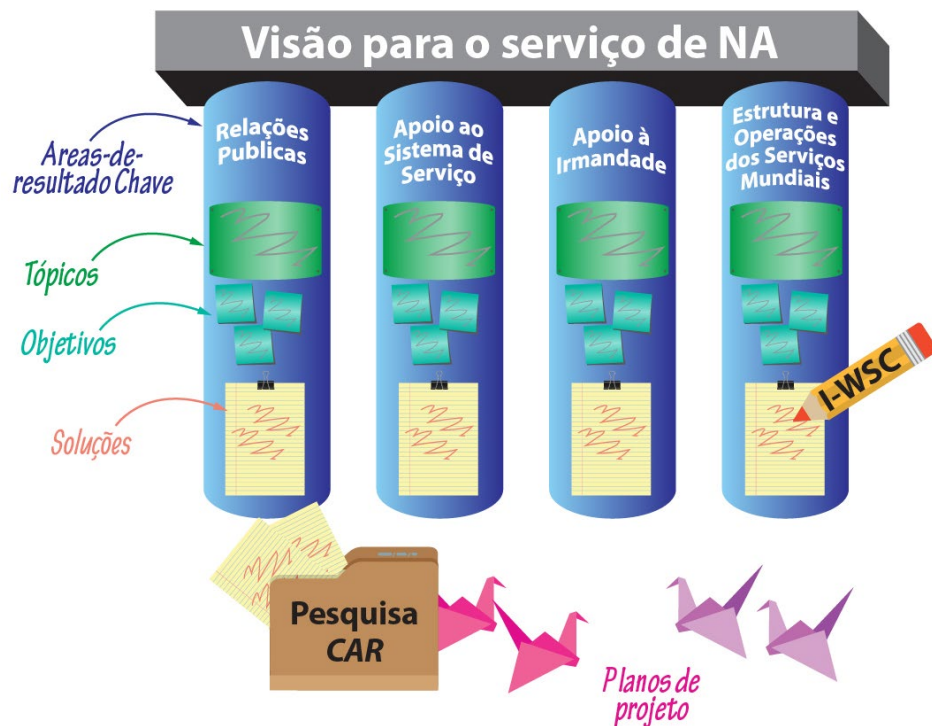 Visão para o serviço de NA
Relações
Publicas
Apoio ao
Sistema de
Serviço
Apoio à
Irmandade
Estrutura e
Operações
dos Serviços
Mundiais
Areas-de-
resultado Chave
Tópicos
Objetivos
Soluções
I-WSC
Pesquisa
CAR
Planos de
projeto